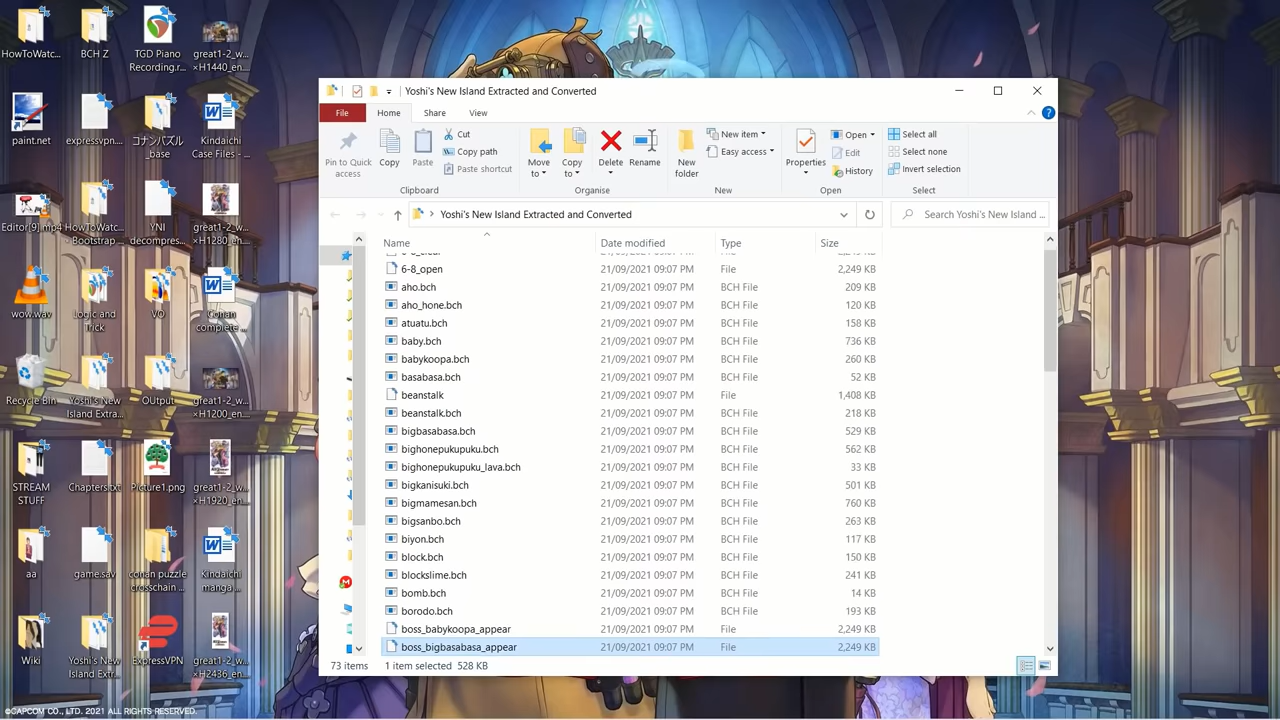 HowToWatc...
BCH Z
TGD Piano
Recording.r...
great1-2_w...
×H1440_en...
paint.net
expressvpn....
コナンパズル
_base
Kindaichi
Case Files - ...
Editor[9].mp4
HowToWatc...
- Bootstrap ...
YNI
decompres...
great1-2_w...
×H1280_en...
wow.wav
Logic and
Trick
VO
Conan
complete ...
Recycle Bin
Yoshi's New
Island Extra...
OUtput
great1-2_w...
×H1200_en...
STREAM
STUFF
Chapters.txt
Picture1.png
great1-2_w...
×H1920_en...
aa
game.sav
conan puzzle
crosschain ...
Kindaichi
manga ...
Wiki
Yoshi's New
Island Extr...
ExpressVPN
great1-2_w...
×H2436_en...
©CAPCOM CO., LTD. 2021 ALL RIGHTS RESERVED.
Yoshi's New Island Extracted and Converted
File Home Share View
Pin to Quick
access
Copy
Paste
Cut
Copy path
Paste shortcut
Clipboard
Move
to
Copy
to
Delete
Rename
Organise
New
folder
New item
Easy access
New
Properties
Open
Edit
History
Open
Select all
Select none
Invert selection
Select
Yoshi's New Island Extracted and Converted
Search Yoshi's New Island ...
Name Date modified Type Size
6-8_open 21/09/2021 09:07 PM File 2,249 KB
aho.bch 21/09/2021 09:07 PM BCH File 209 KB
aho_hone.bch 21/09/2021 09:07 PM BCH File 120 KB
atuatu.bch 21/09/2021 09:07 PM BCH File 158 KB
baby.bch 21/09/2021 09:07 PM BCH File 736 KB
babykoopa.bch 21/09/2021 09:07 PM BCH File 260 KB
basabasa.bch 21/09/2021 09:07 PM BCH File 52 KB
beanstalk 21/09/2021 09:07 PM File 1,408 KB
beanstalk.bch 21/09/2021 09:07 PM BCH File 218 KB
bigbasabasa.bch 21/09/2021 09:07 PM BCH File 529 KB
bighonepukupuku.bch 21/09/2021 09:07 PM BCH File 562 KB
bighonepukupuku_lava.bch 21/09/2021 09:07 PM BCH File 33 KB
bigkanisuki.bch 21/09/2021 09:07 PM BCH File 501 KB
bigmamesan.bch 21/09/2021 09:07 PM BCH File 760 KB
bigsanbo.bch 21/09/2021 09:07 PM BCH File 263 KB
biyon.bch 21/09/2021 09:07 PM BCH File 117 KB
block.bch 21/09/2021 09:07 PM BCH File 150 KB
blockslime.bch 21/09/2021 09:07 PM BCH File 241 KB
bomb.bch 21/09/2021 09:07 PM BCH File 14 KB
borodo.bch 21/09/2021 09:07 PM BCH File 193 KB
boss_babykoopa_appear 21/09/2021 09:07 PM File 2,249 KB
boss_bigbasabasa_appear 21/09/2021 09:07 PM File 2,249 KB
73 items 1 item selected 528 KB